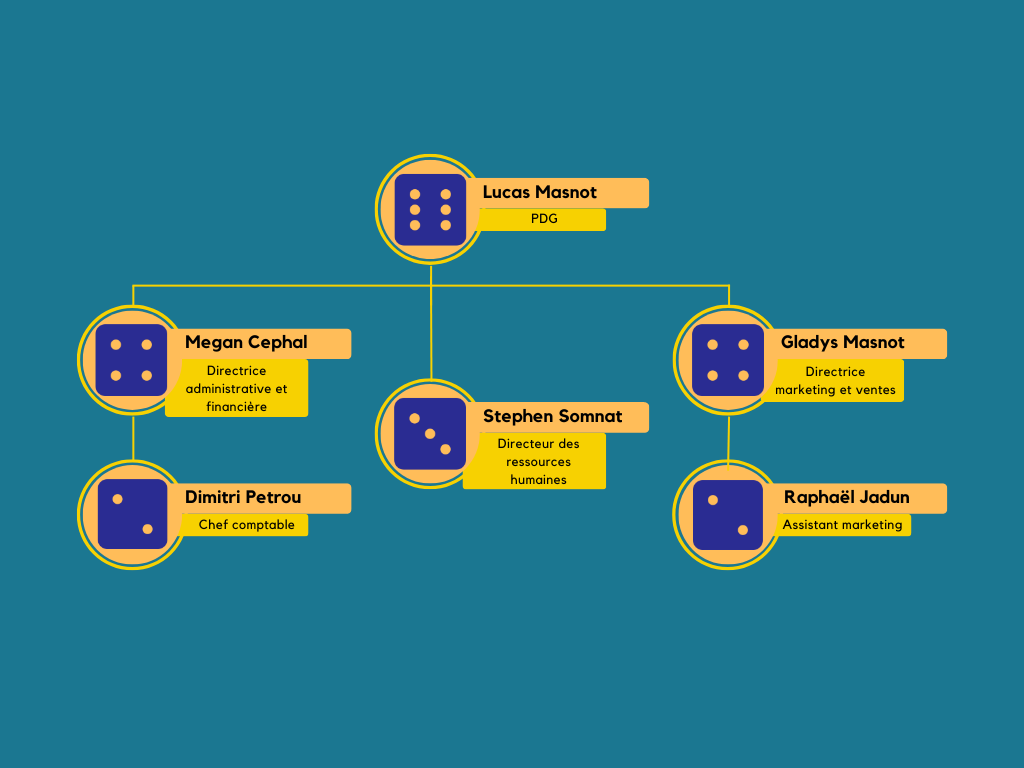 Lucas Masnot
PDG
Megan Cephal
Directrice
administrative et
financière
Gladys Masnot
Directrice
marketing et ventes
Stephen Somnat
Directeur des
ressources
humaines
Dimitri Petrou
Chef comptable
Raphaël Jadun
Assistant marketing